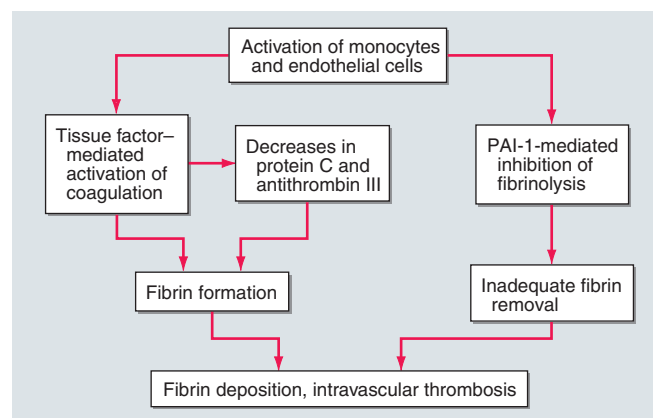 Activation of monocytes
and endothelial cells
Tissue factor–
mediated
activation of
coagulation
Decreases in
protein C and
antithrombin III
PAI-1-mediated
inhibition of
fibrinolysis
Fibrin formation
Inadequate fibrin
removal
Fibrin deposition, intravascular thrombosis